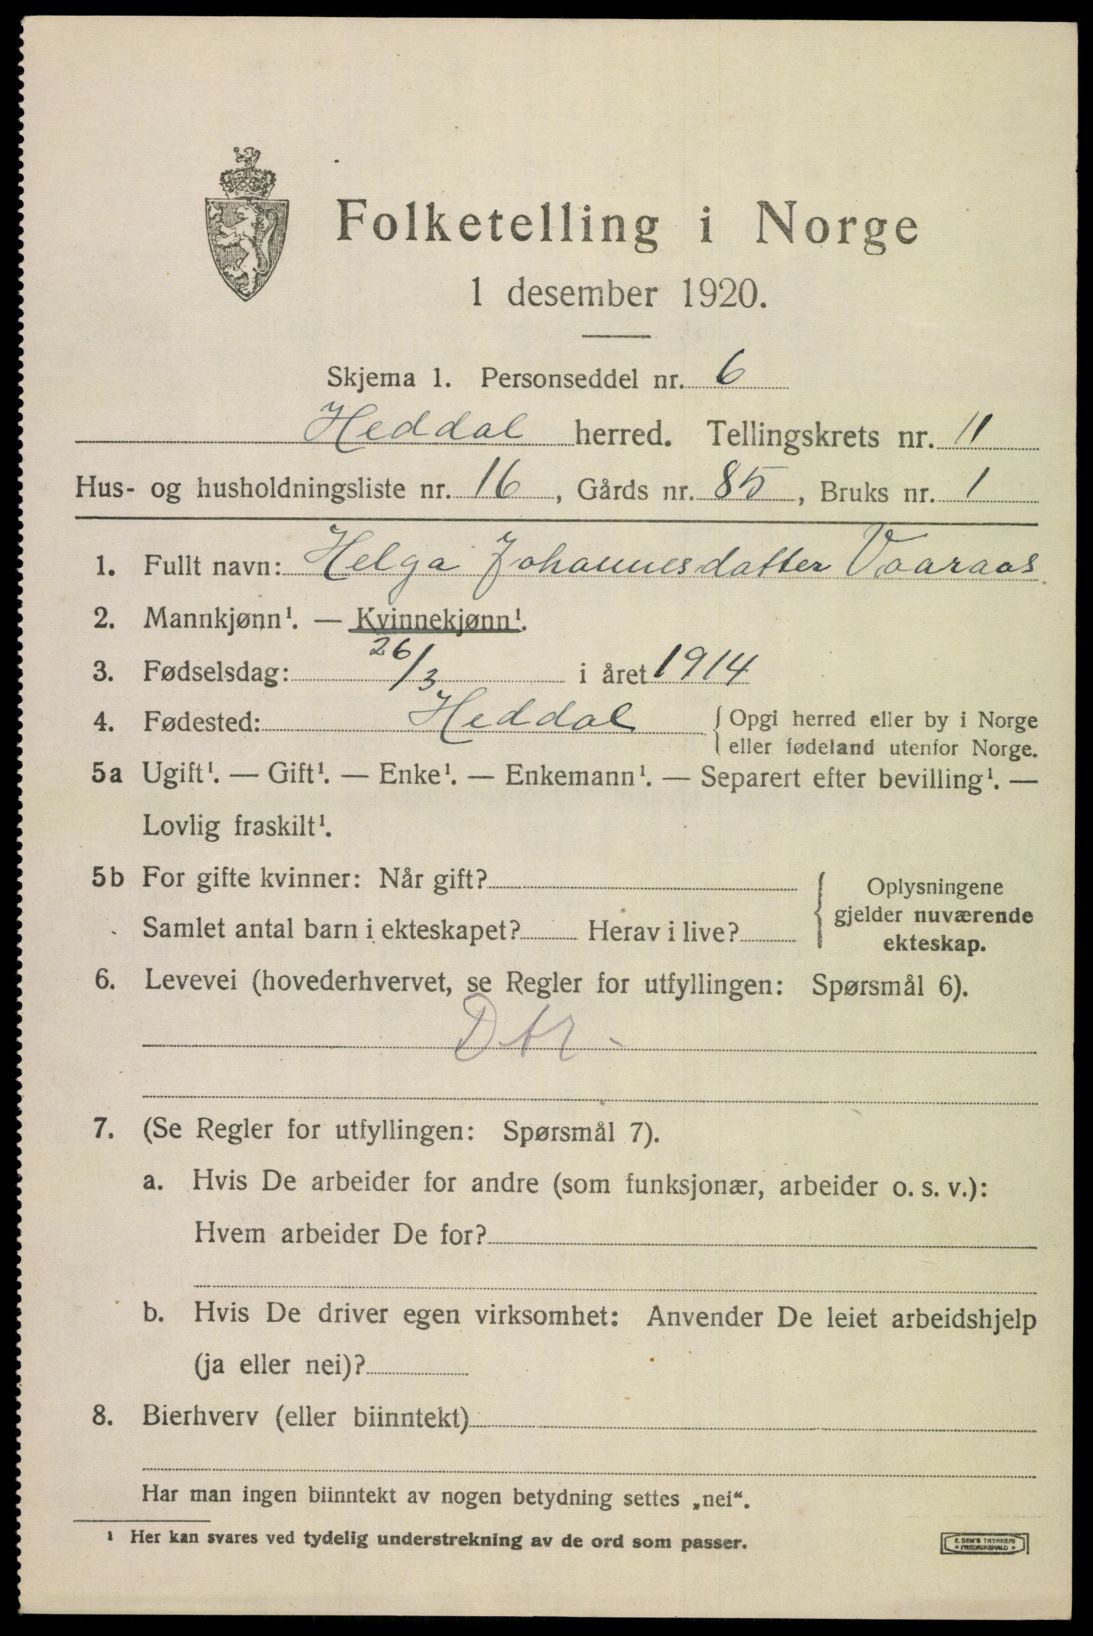 Folketelling i Norge
1 desember 1920.
Skjema 1. Personseddel nr. 6
Heddal herred. Tellingskrets nr. 11
Hus- og husholdningsliste nr. 16, Gårds nr. 85, Bruks nr. 1
1. Fullt navn: Helga Johannesdatter Vaaraas
2. Mannkjønn¹. — Kvinnekjønn¹.
3. Fødselsdag: 26/3 i året 1914
4. Fødested: Heddal { Opgi herred eller by i Norge
eller fødeland utenfor Norge.
5a Ugift¹. — Gift¹. — Enke¹. — Enkemann¹. — Separert efter bevilling¹. —
Lovlig fraskilt¹.
5b For gifte kvinner: Når gift?
Samlet antal barn i ekteskapet? Herav i live?
Oplysningene
gjelder nuværende
ekteskap.
6. Levevei (hovederhvervet, se Regler for utfyllingen: Spørsmål 6).
Dtr.
7. (Se Regler for utfyllingen: Spørsmål 7).
a. Hvis De arbeider for andre (som funksjonær, arbeider o. s. v.):
Hvem arbeider De for?
b. Hvis De driver egen virksomhet: Anvender De leiet arbeidshjelp
(ja eller nei)?
8. Bierhverv (eller biinntekt)
Har man ingen biinntekt av nogen betydning settes „nei“.
¹ Her kan svares ved tydelig understrekning av de ord som passer.
E. SEM'S TRYKKERI
* FREDRIKSHALD *